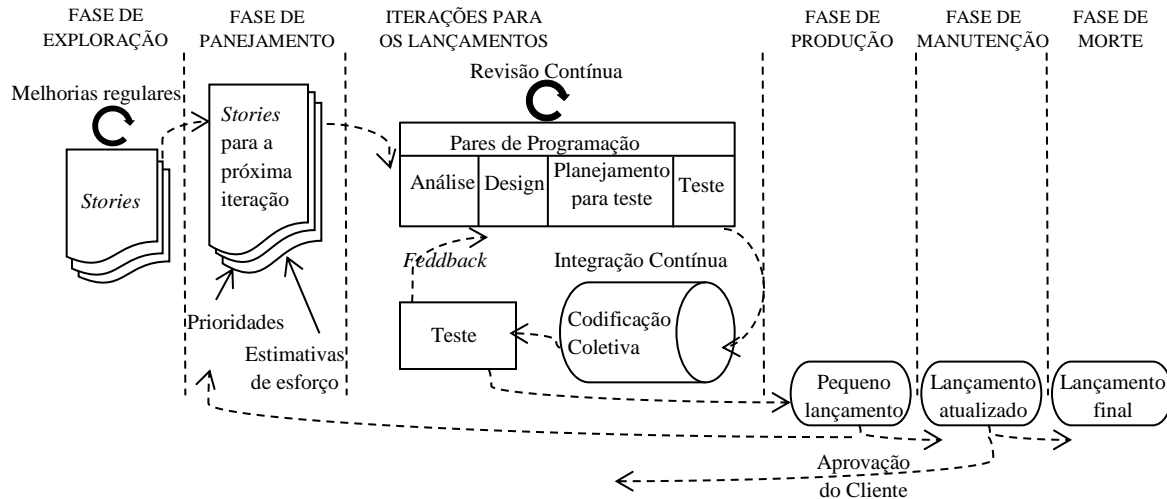 FASE DE
EXPLORAÇÃO
FASE DE
PANEJAMENTO
ITERAÇÕES PARA
OS LANÇAMENTOS
FASE DE
PRODUÇÃO
FASE DE
MANUTENÇÃO
FASE DE
MORTE
Melhorias regulares
Stories
Stories
para a
próxima
iteração
Prioridades
Estimativas
de esforço
Revisão Contínua
Pares de Programação
Análise
Design
Planejamento
para teste
Teste
Feddback
Integração Contínua
Teste
Codificação
Coletiva
Pequeno
lançamento
Lançamento
atualizado
Lançamento
final
Aprovação
do Cliente